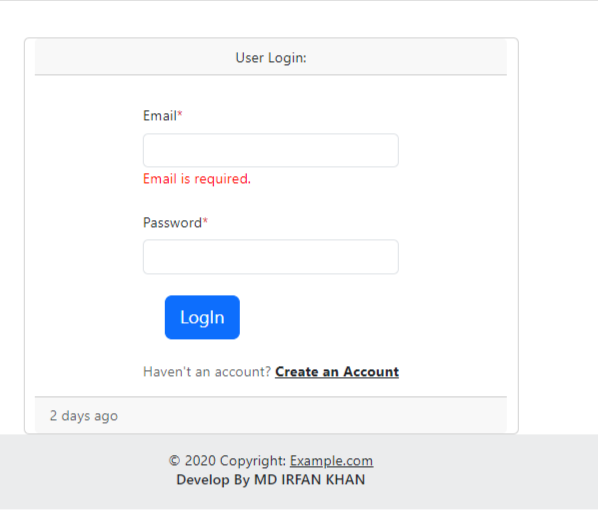 User Login:
Email*
Email is required.
Password*
LogIn
Haven't an account? Create an Account
2 days ago
© 2020 Copyright: Example.com
Develop By MD IRFAN KHAN